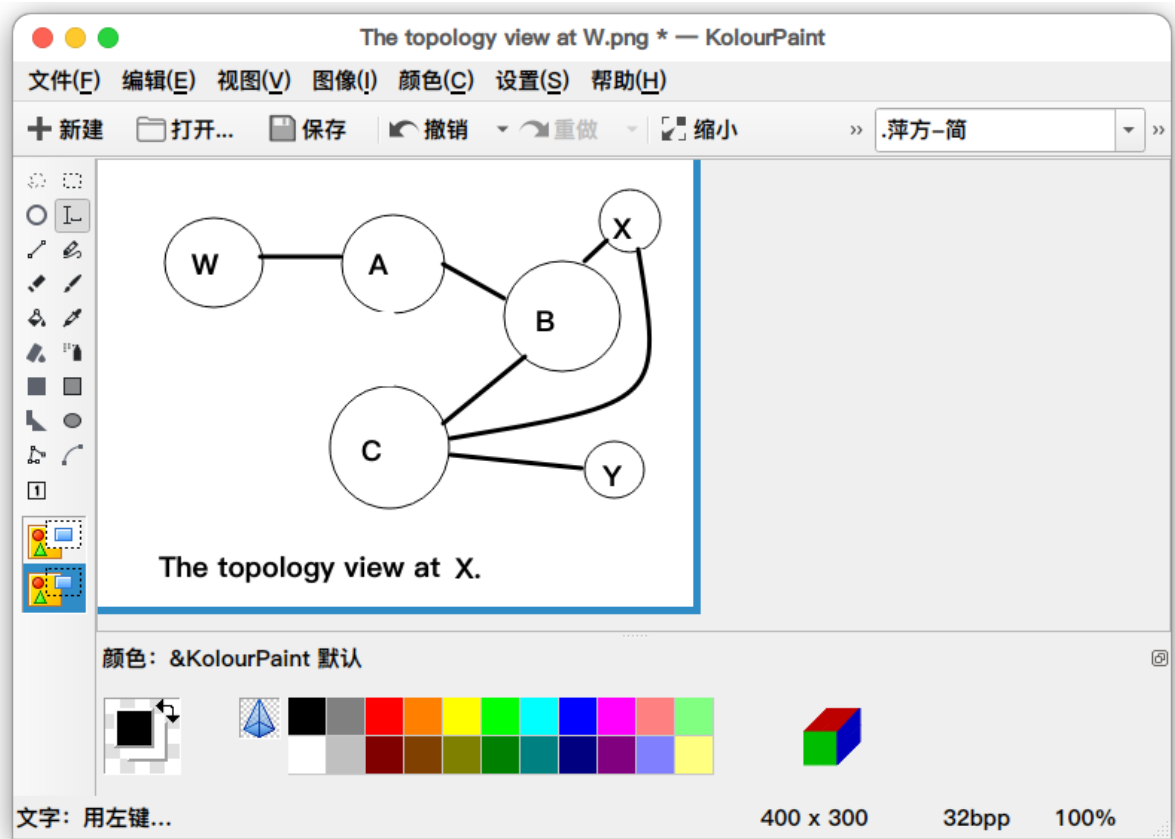 The topology view at W.png * — KolourPaint
文件(F) 编辑(E) 视图(V) 图像(I) 颜色(C) 设置(S) 帮助(H)
新建 打开... 保存 撤销 重做 缩小 » .萍方-简 »
X
W A
B
C
Y
1
The topology view at X.
颜色：&KolourPaint 默认
文字：用左键... 400 x 300 32bpp 100%